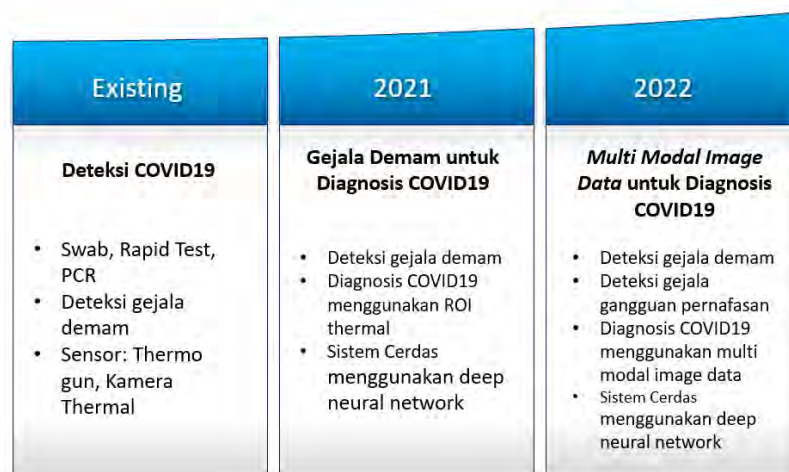 Existing
Deteksi COVID19
• Swab, Rapid Test,
PCR
• Deteksi gejala
demam
• Sensor: Thermo
gun, Kamera
Thermal
2021
Gejala Demam untuk
Diagnosis COVID19
• Deteksi gejala demam
• Diagnosis COVID19
menggunakan ROI
thermal
• Sistem Cerdas
menggunakan deep
neural network
2022
Multi Modal Image
Data untuk Diagnosis
COVID19
• Deteksi gejala demam
• Deteksi gejala
gangguan pernafasan
• Diagnosis COVID19
menggunakan multi
modal image data
• Sistem Cerdas
menggunakan deep
neural network